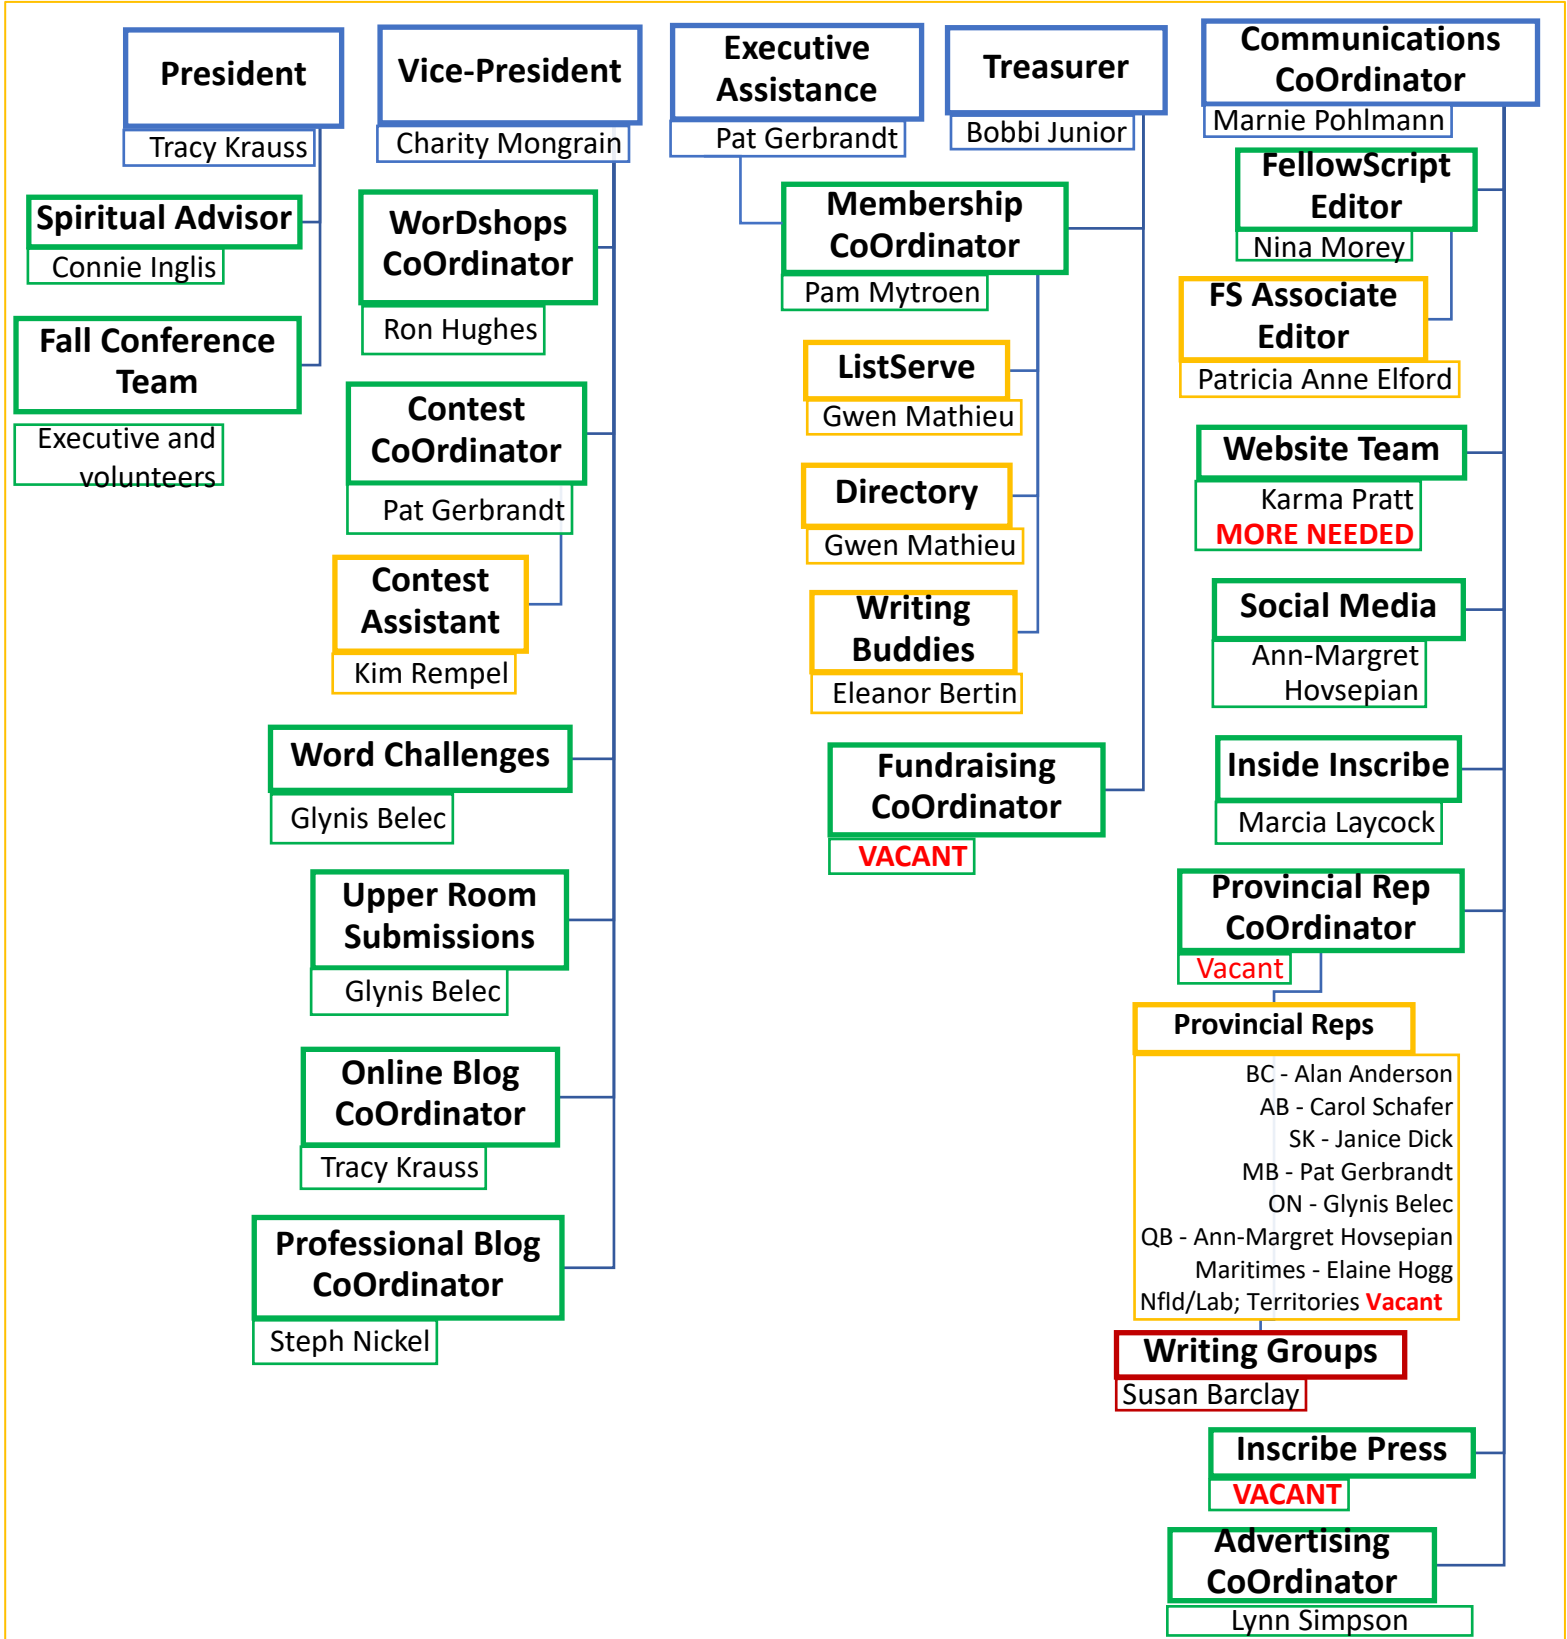 President
Tracy Krauss
Spiritual Advisor
Connie Inglis
Fall Conference
Team
Executive and
volunteers
Vice-President
Charity Mongrain
WorDshops
CoOrdinator
Ron Hughes
Contest
CoOrdinator
Pat Gerbrandt
Contest
Assistant
Kim Rempel
Word Challenges
Glynis Belec
Upper Room
Submissions
Glynis Belec
Online Blog
CoOrdinator
Tracy Krauss
Professional Blog
CoOrdinator
Steph Nickel
Executive
Assistance
Pat Gerbrandt
Treasurer
Bobbi Junior
Membership
CoOrdinator
Pam Mytroen
ListServe
Gwen Mathieu
Directory
Gwen Mathieu
Writing
Buddies
Eleanor Bertin
Fundraising
CoOrdinator
VACANT
Communications
CoOrdinator
Marnie Pohlmann
FellowScript
Editor
Nina Morey
FS Associate
Editor
Patricia Anne Elford
Website Team
Karma Pratt
MORE NEEDED
Social Media
Ann-Margret
Hovsepian
Inside Inscribe
Marcia Laycock
Provincial Rep
CoOrdinator
Vacant
Provincial Reps
BC - Alan Anderson
AB - Carol Schafer
SK - Janice Dick
MB - Pat Gerbrandt
ON - Glynis Belec
QB - Ann-Margret Hovsepian
Maritimes - Elaine Hogg
Nfld/Lab; Territories Vacant
Writing Groups
Susan Barclay
Inscribe Press
VACANT
Advertising
CoOrdinator
Lynn Simpson